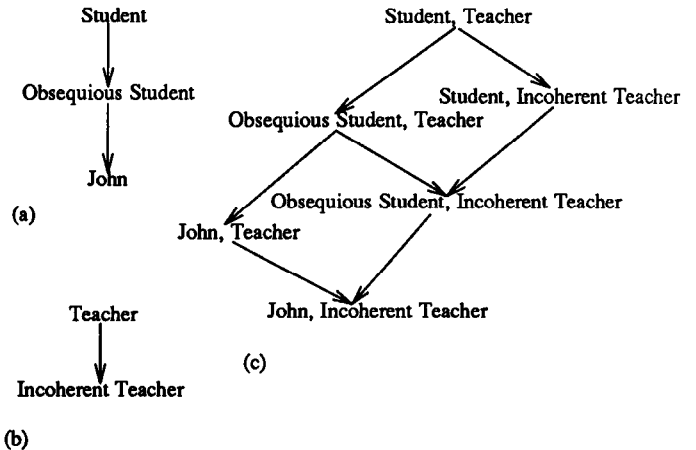 Student
Obsequious Student
John
(a)
Teacher
Incoherent Teacher
(b)
Student, Teacher
Student, Incoherent Teacher
Obsequious Student, Teacher
Obsequious Student, Incoherent Teacher
John, Teacher
John, Incoherent Teacher
(c)